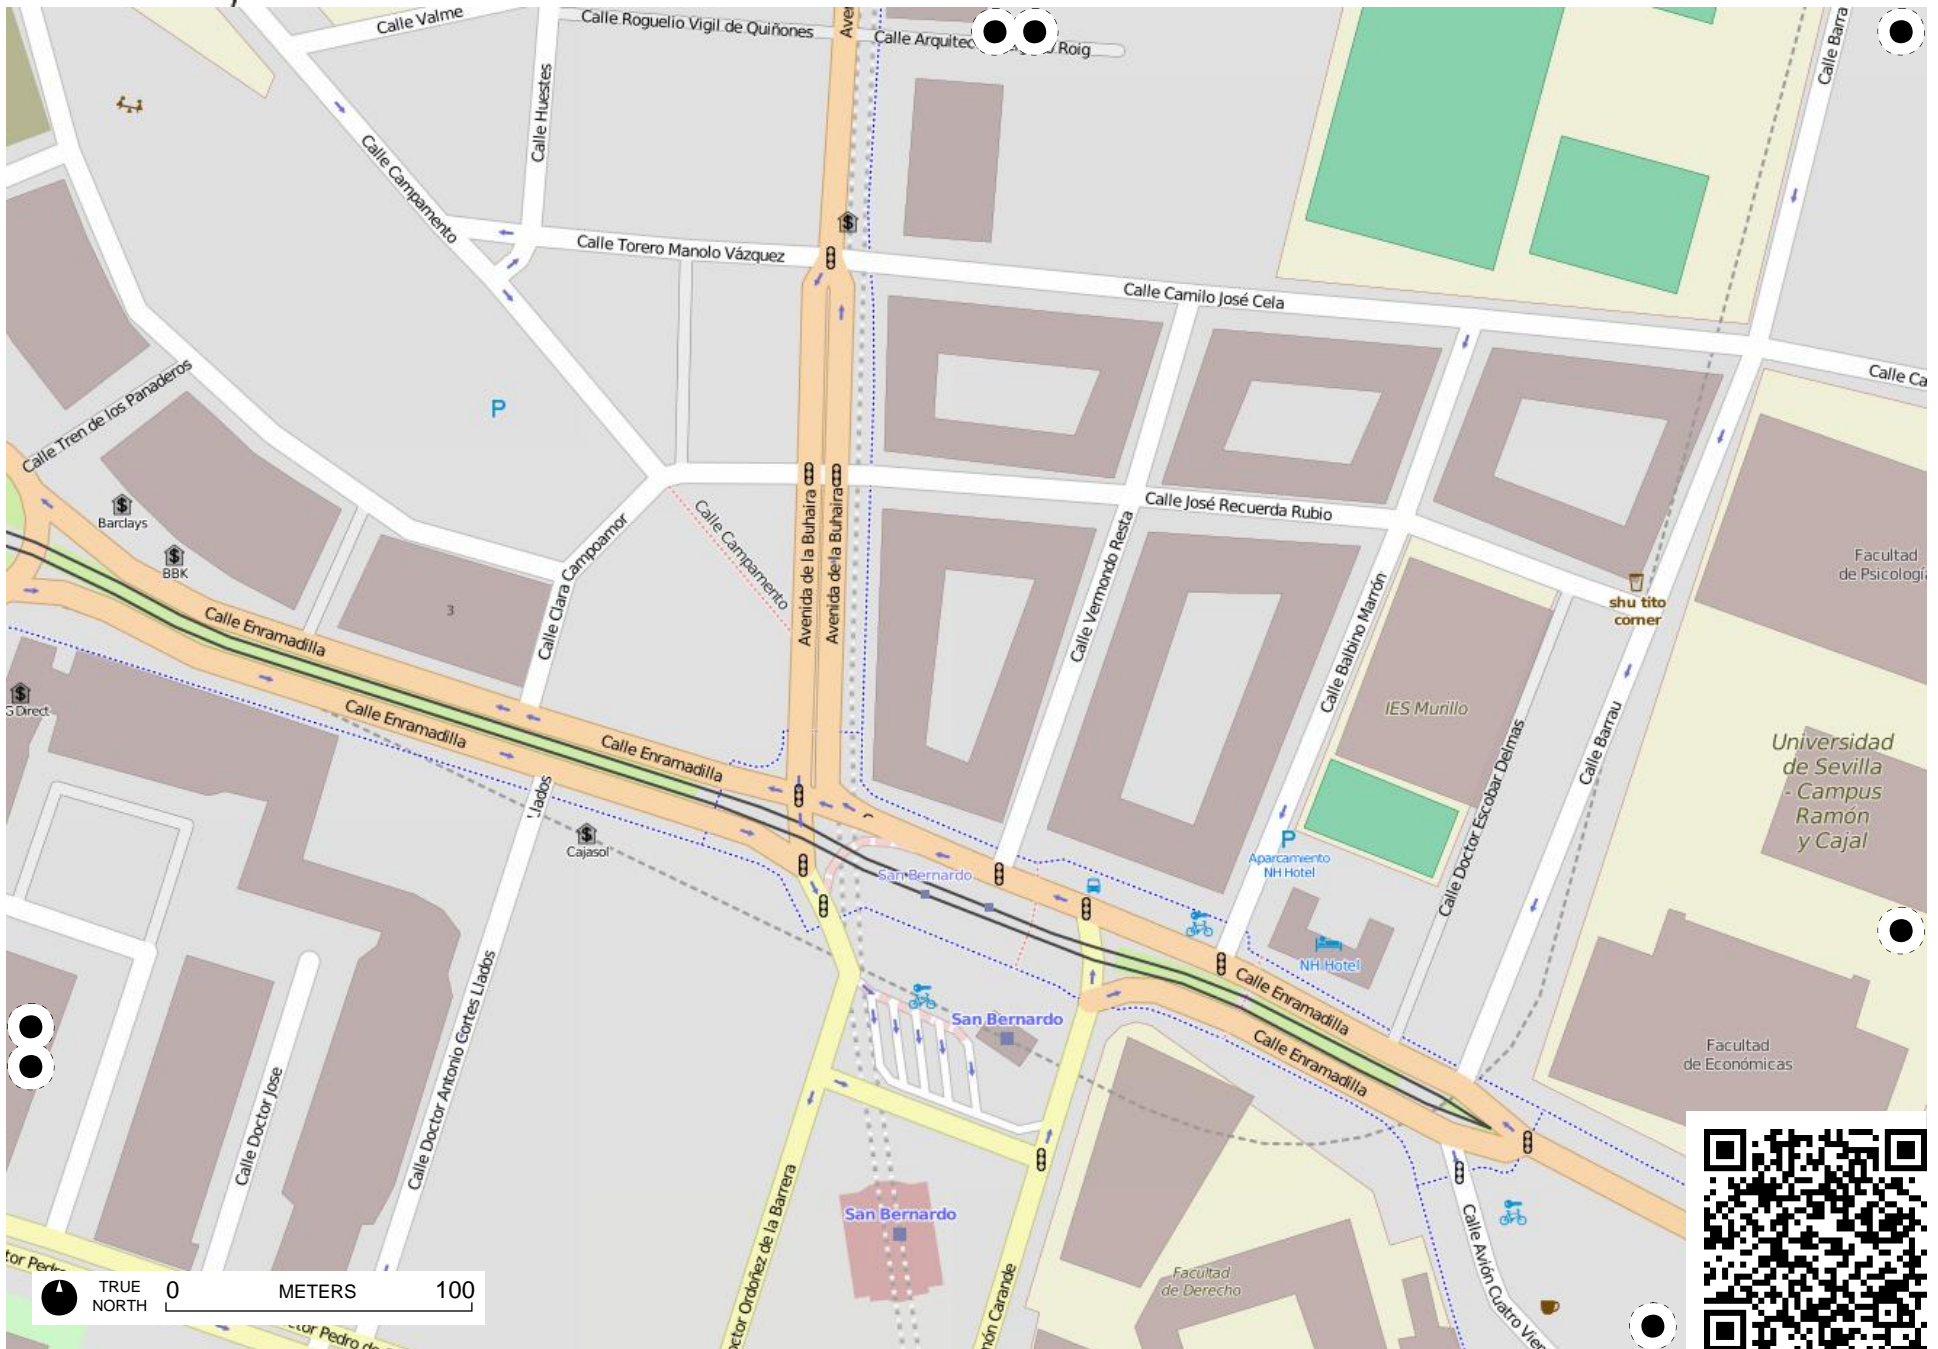 Calle Valme
Calle Roguelio Vigil de Quiñones
Calle Huestes
Calle Campamento
Calle Torero Manolo Vázquez
Calle Camilo José Cela
Calle Barra
Calle Ca
Calle Tren de los Panaderos
Barclays
BBK
3
Calle Clara Campoamor
Calle Campamento
Avenida de la Buhaira
Avenida de la Buhaira
Calle José Recuerda Rubio
Calle Vermondo Resta
Calle Balbino Marrón
shu tito
corner
Facultad
de Psicología
IES Murillo
Calle Doctor Escobar Delmas
Calle Barrau
Universidad
de Sevilla
- Campus
Ramón
y Cajal
Calle Enramadilla
Calle Enramadilla
Calle Enramadilla
G Direct
Llados
Cajasol
San Bernardo
P
P
Aparcamiento
NH Hotel
NH Hotel
Calle Enramadilla
Calle Enramadilla
San Bernardo
Facultad
de Económicas
Calle Doctor Jose
Calle Doctor Antonio Cortes Llados
San Bernardo
ctor Ordoñez de la Barrera
món Carande
Facultad
de Derecho
Calle Avión Cuatro Vien
TRUE
NORTH
0
METERS
100